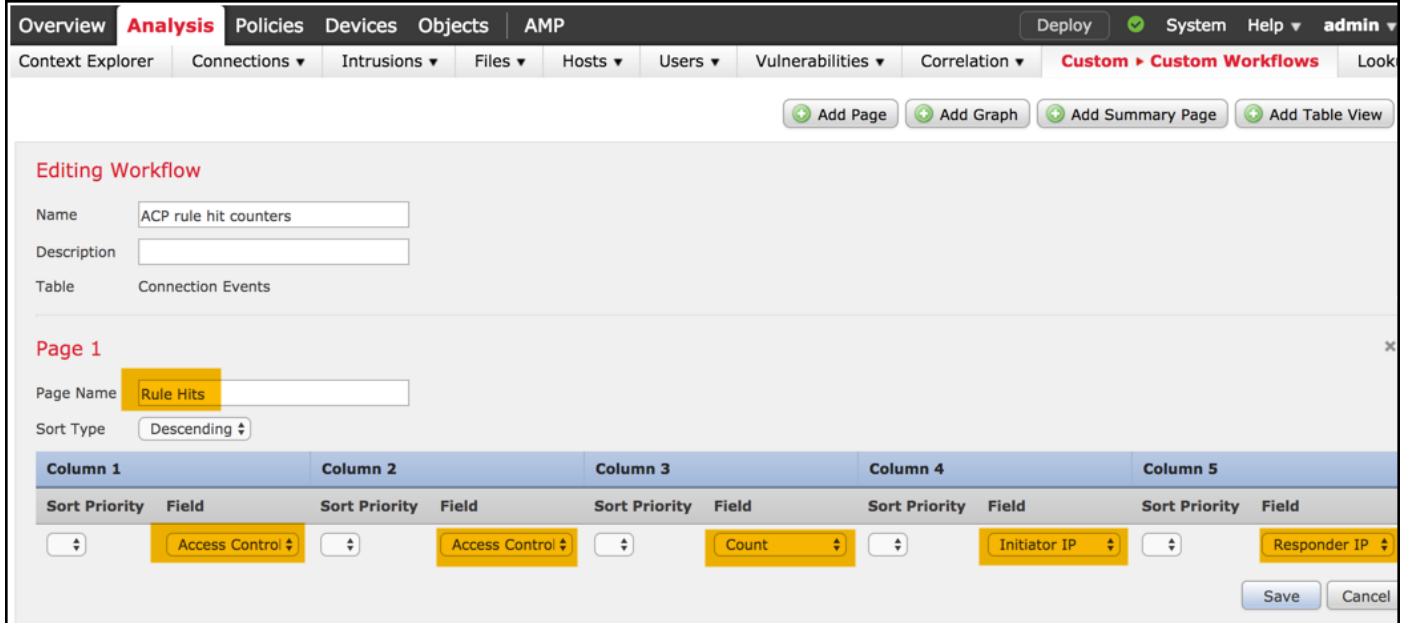 Overview Analysis Policies Devices Objects AMP Deploy System Help admin
Context Explorer Connections Intrusions Files Hosts Users Vulnerabilities Correlation Custom ▸ Custom Workflows Look
Add Page Add Graph Add Summary Page Add Table View
Editing Workflow
Name ACP rule hit counters
Description
Table Connection Events
Page 1
Page Name Rule Hits
Sort Type Descending
Column 1 Column 2 Column 3 Column 4 Column 5
Sort Priority Field Sort Priority Field Sort Priority Field Sort Priority Field Sort Priority Field
Access Control Access Control Count Initiator IP Responder IP
Save Cancel